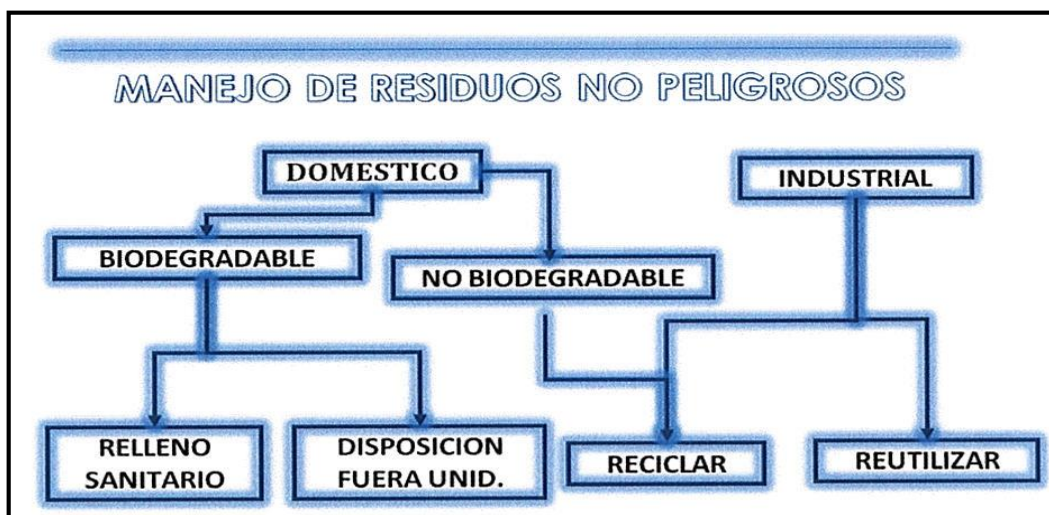 MANEJO DE RESIDUOS NO PELIGROSOS
DOMESTICO
INDUSTRIAL
BIODEGRADABLE
NO BIODEGRADABLE
RELLENO
SANITARIO
DISPOSICION
FUERA UNID.
RECICLAR
REUTILIZAR